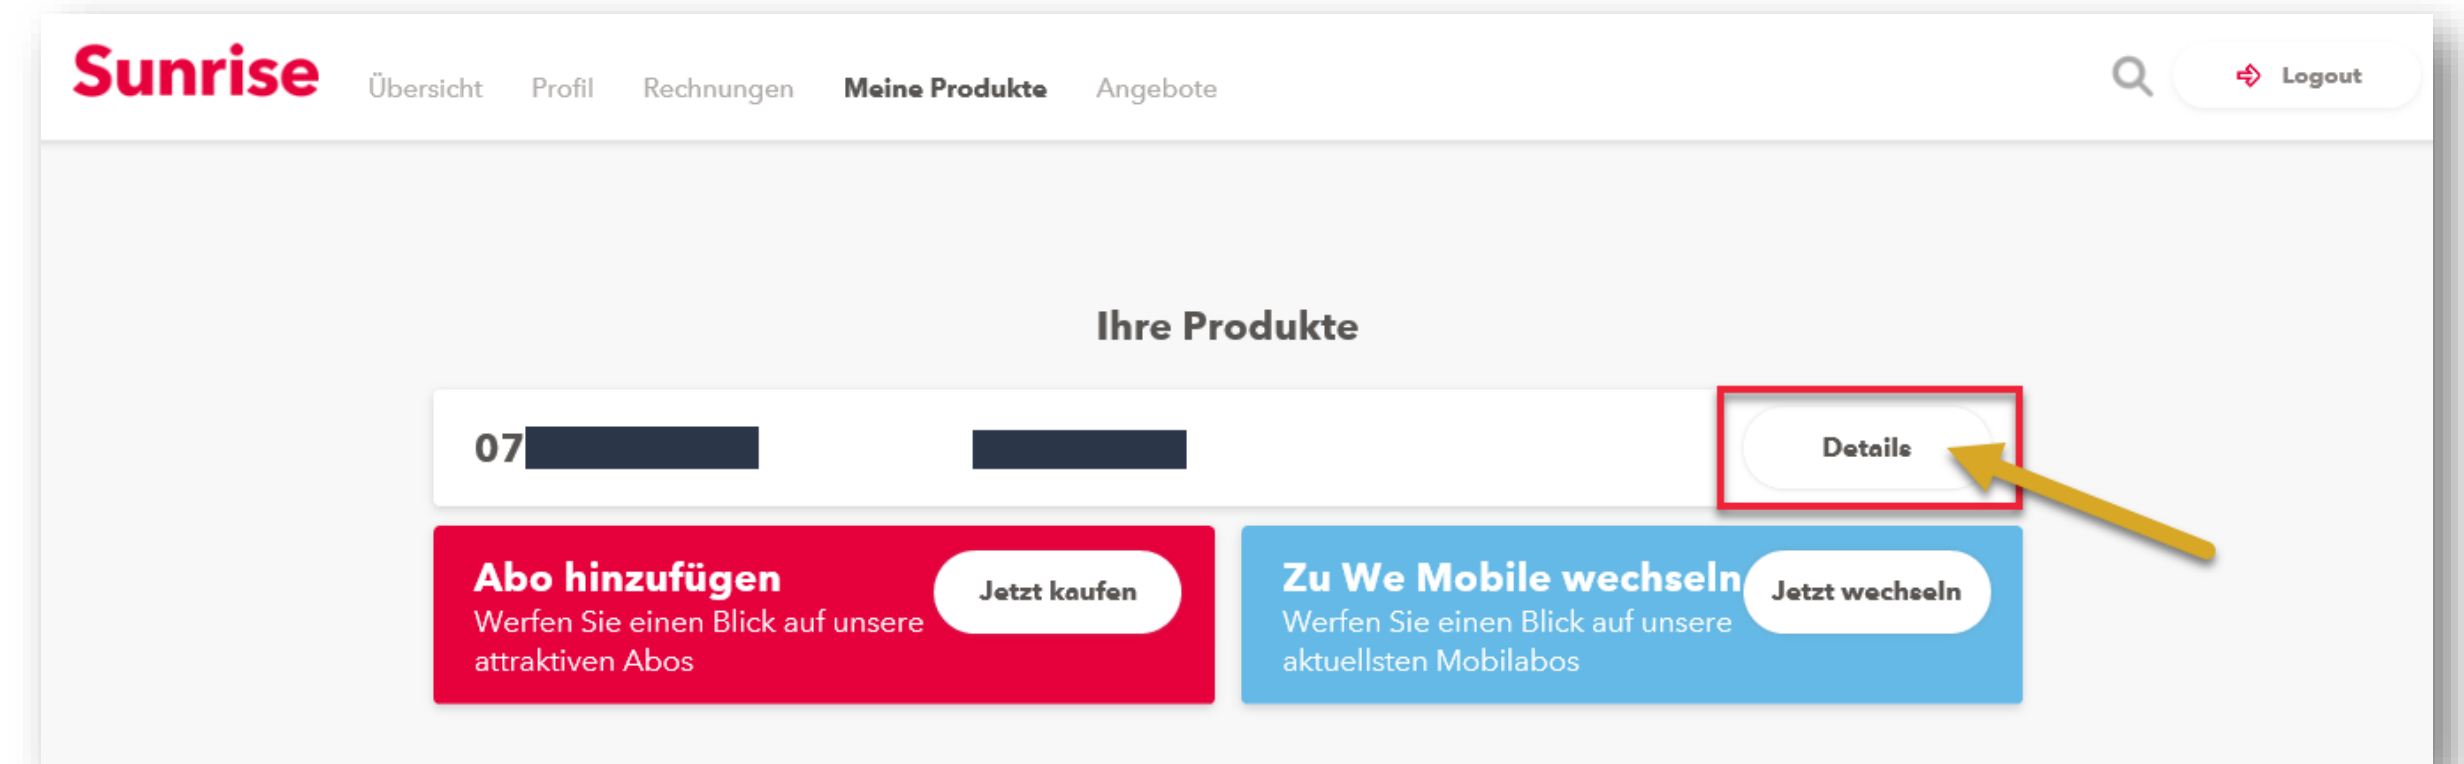 Sunrise Übersicht Profil Rechnungen Meine Produkte Angebote Logout
Ihre Produkte
07 Details
Abo hinzufügen
Werfen Sie einen Blick auf unsere
attraktiven Abos
Jetzt kaufen
Zu We Mobile wechseln
Werfen Sie einen Blick auf unsere
aktuellsten Mobilabos
Jetzt wechseln